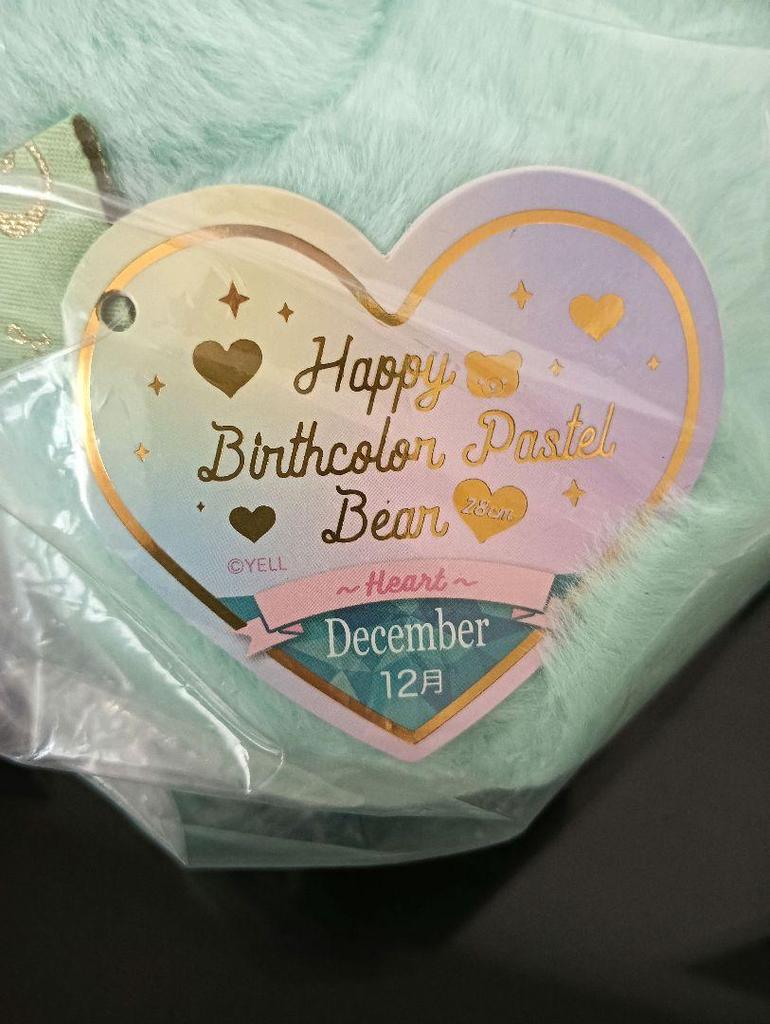 Happy
Birthcolor Pastel
Bear 28cm
©YELL
~Heart~
December
12月